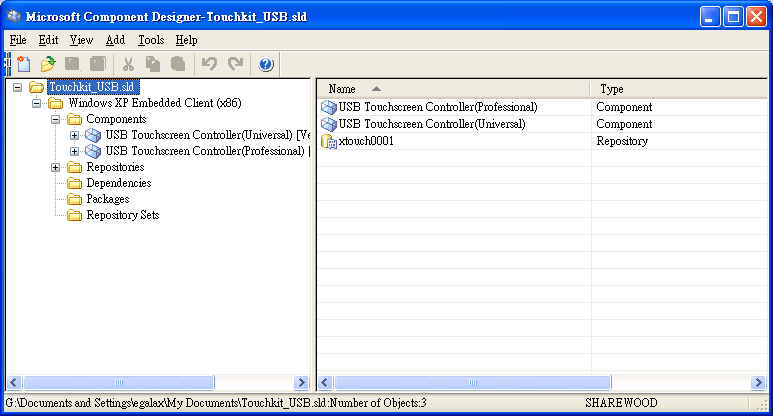 Microsoft Component Designer-Touchkit_USB.sld
File Edit View Add Tools Help
Touchkit_USB.sld
Windows XP Embedded Client (x86)
Components
USB Touchscreen Controller(Universal) [Ve
USB Touchscreen Controller(Professional) [
Repositories
Dependencies
Packages
Repository Sets
Name Type
USB Touchscreen Controller(Professional) Component
USB Touchscreen Controller(Universal) Component
xtouch0001 Repository
G:\Documents and Settings\egalax\My Documents\Touchkit_USB.sld:Number of Objects:3 SHAREWOOD